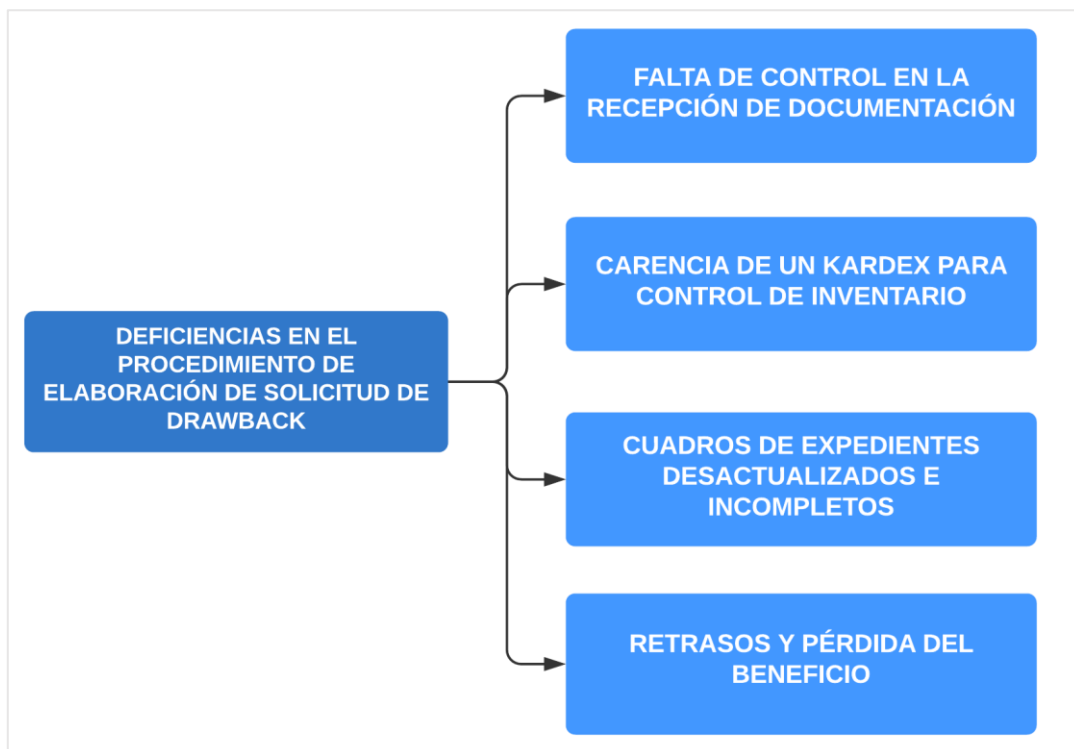 DEFICIENCIAS EN EL
PROCEDIMIENTO DE
ELABORACIÓN DE SOLICITUD DE
DRAWBACK
FALTA DE CONTROL EN LA
RECEPCIÓN DE DOCUMENTACIÓN
CARENCIA DE UN KARDEX PARA
CONTROL DE INVENTARIO
CUADROS DE EXPEDIENTES
DESACTUALIZADOS E
INCOMPLETOS
RETRASOS Y PÉRDIDA DEL
BENEFICIO